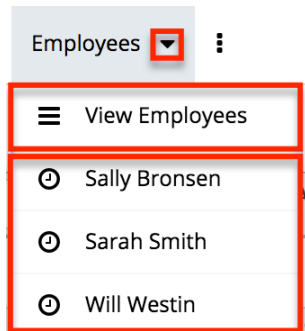 Employees
View Employees
Sally Bronsen
Sarah Smith
Will Westin